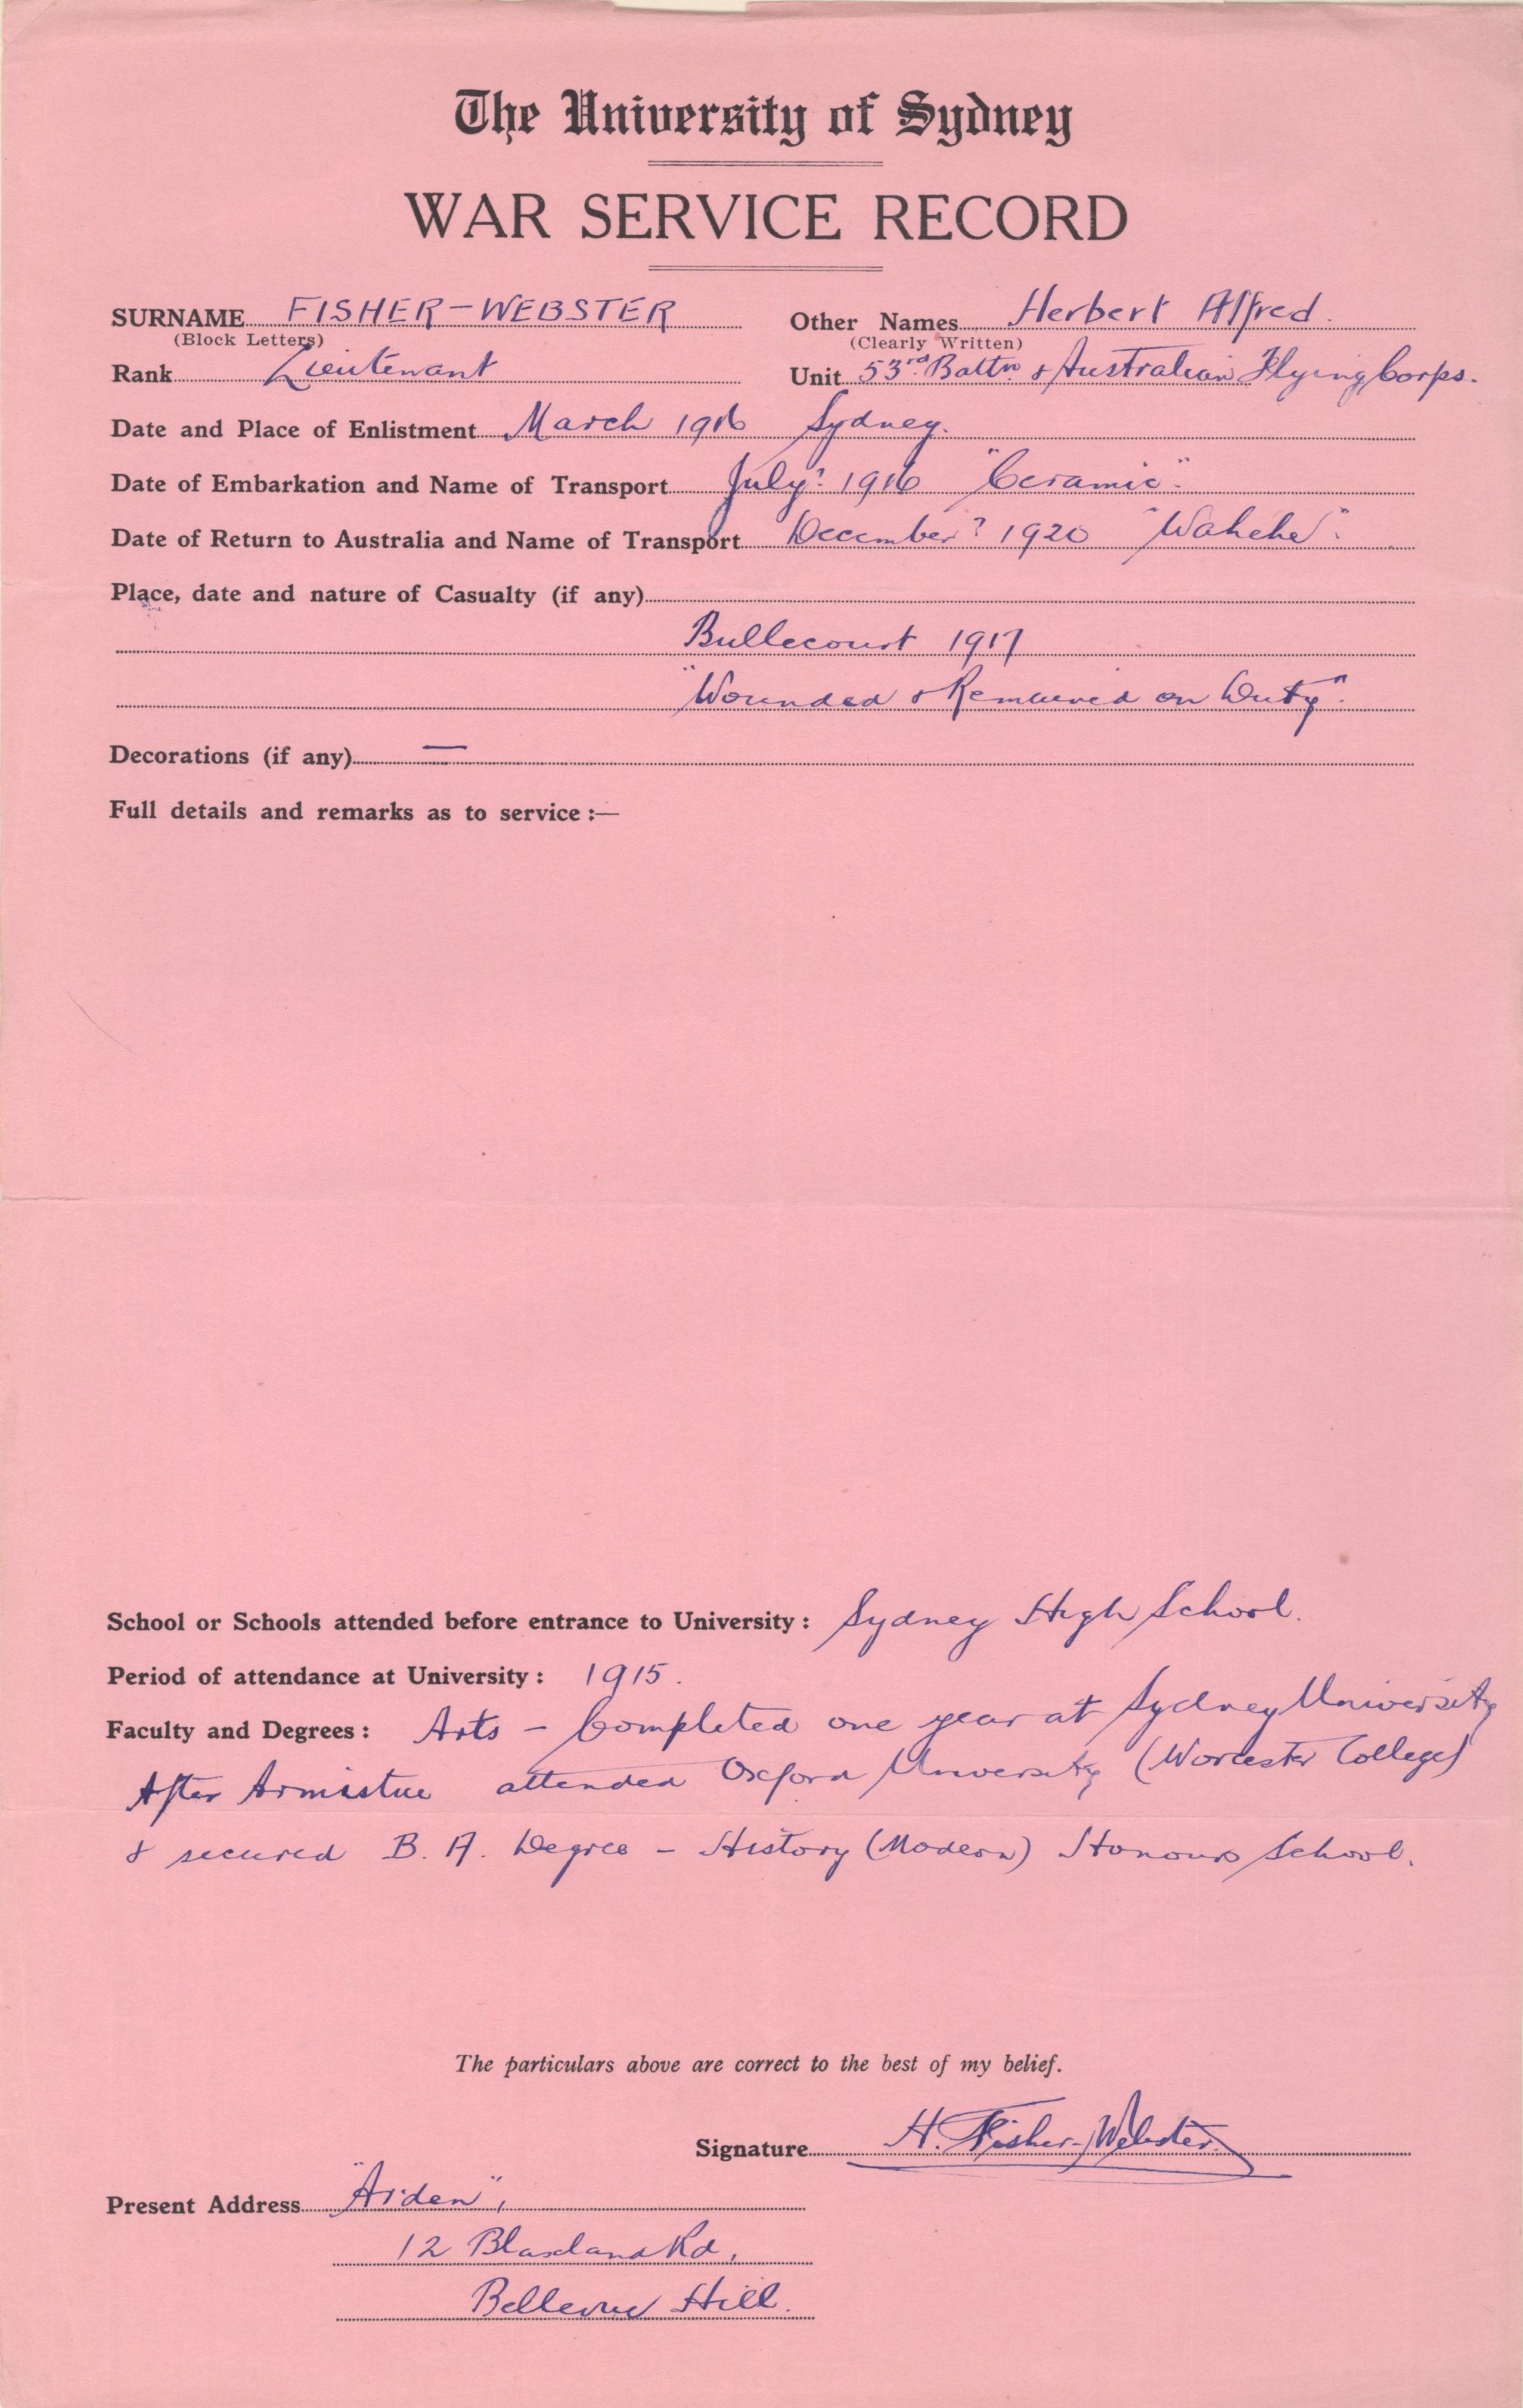 The University of Sydney
WAR SERVICE RECORD
SURNAME FISHER-WEBSTER Other Names Herbert Alfred.
(Block Letters) (Clearly Written)
Rank Lieutenant Unit 53rd Battn & Australian Flying Corps.
Date and Place of Enlistment March 1916 Sydney.
Date of Embarkation and Name of Transport July? 1916 "Ceramic".
Date of Return to Australia and Name of Transport December? 1920 "Wahehe".
Place, date and nature of Casualty (if any)
Bullecourt 1917
"Wounded & Remained on Duty".
Decorations (if any) —
Full details and remarks as to service :—
School or Schools attended before entrance to University : Sydney High School.
Period of attendance at University : 1915.
Faculty and Degrees : Arts - Completed one year at Sydney University
After Armistice attended Oxford University (Worcester College)
& secured B. A. Degree - History (Modern) Honours School.
The particulars above are correct to the best of my belief.
Signature H. Fisher-Webster.
Present Address "Arden",
12 Blaxland Rd,
Bellevue Hill.